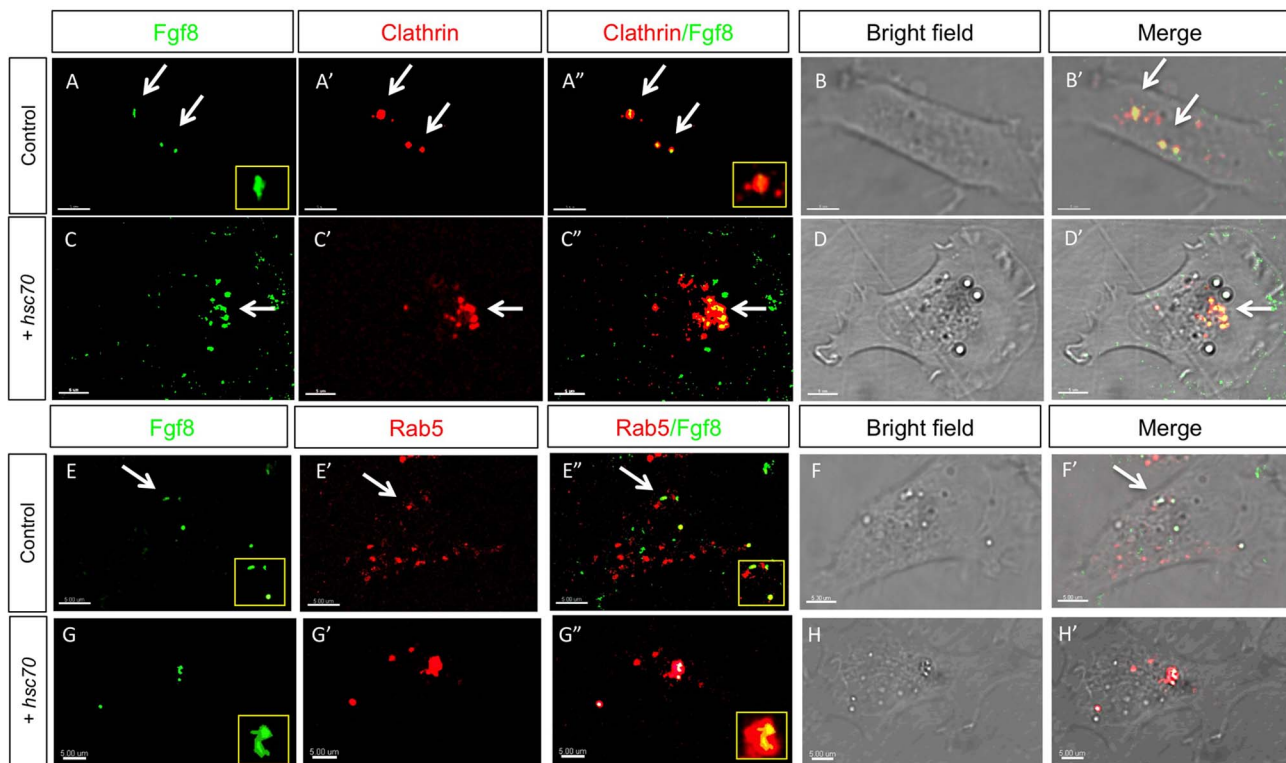 Fgf8 Clathrin Clathrin/Fgf8 Bright field Merge
Control
A A' A" B B'
+ hsc70
C C' C" D D'
Fgf8 Rab5 Rab5/Fgf8 Bright field Merge
Control
E E' E" F F'
5.00 um 5.00 um 5.00 um 5.00 um
+ hsc70
G G' G" H H'
5.00 um 5.00 um 5.00 um 5.00 um 5.00 um